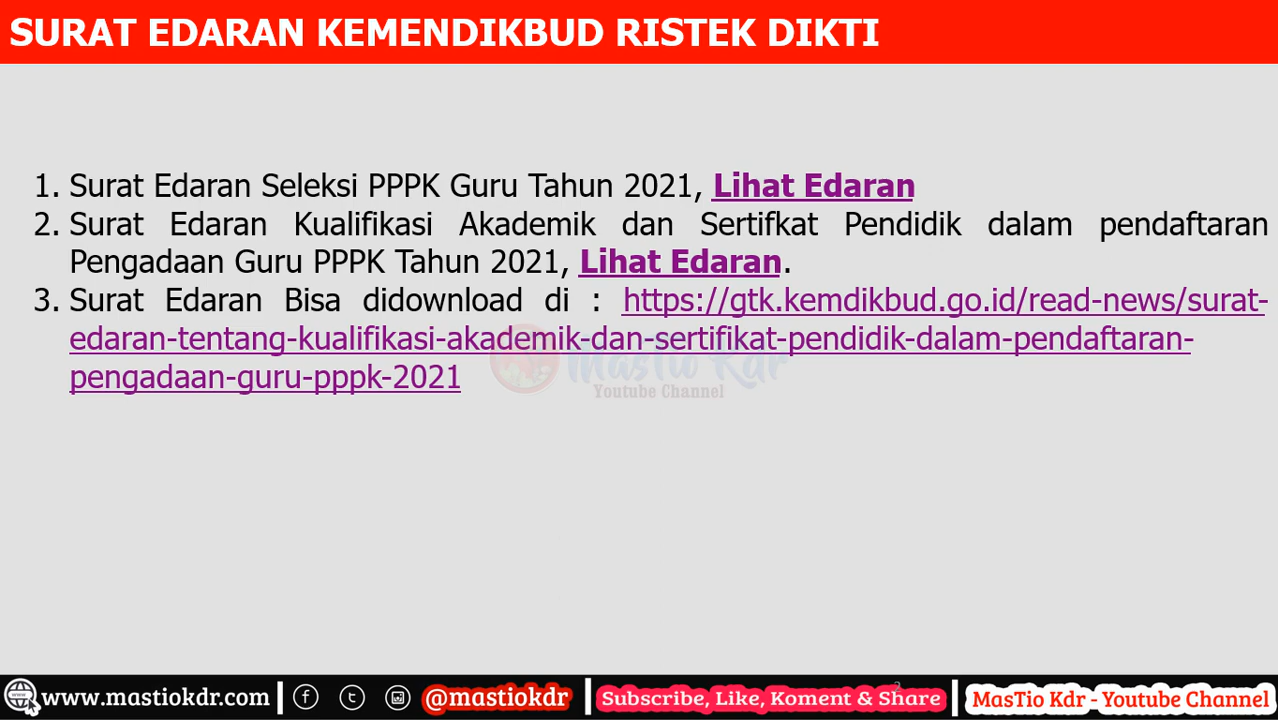 SURAT EDARAN KEMENDIKBUD RISTEK DIKTI
1. Surat Edaran Seleksi PPPK Guru Tahun 2021, Lihat Edaran
2. Surat Edaran Kualifikasi Akademik dan Sertifkat Pendidik dalam pendaftaran
Pengadaan Guru PPPK Tahun 2021, Lihat Edaran.
3. Surat Edaran Bisa didownload di : https://gtk.kemdikbud.go.id/read-news/surat-
edaran-tentang-kualifikasi-akademik-dan-sertifikat-pendidik-dalam-pendaftaran-
pengadaan-guru-pppk-2021
MasTio Kdr
Youtube Channel
2
www.mastiokdr.com | @mastiokdr | Subscribe, Like, Koment & Share | MasTio Kdr - Youtube Channel